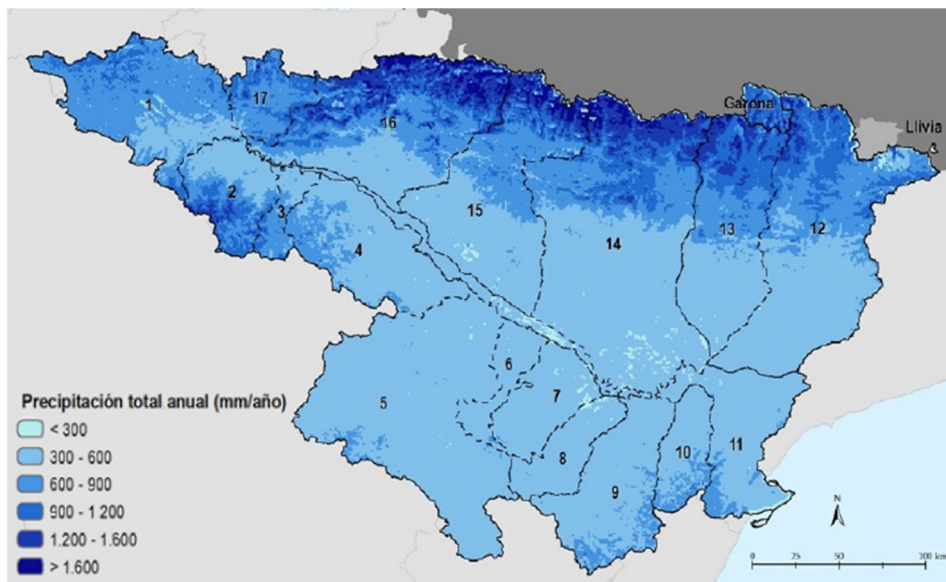 Garona
Llivia
1
17
16
2
3
4
15
14
13
12
5
6
7
8
9
10
11
Precipitación total anual (mm/año)
< 300
300 - 600
600 - 900
900 - 1 200
1.200 - 1.600
> 1.600
N
0 25 50 100 km